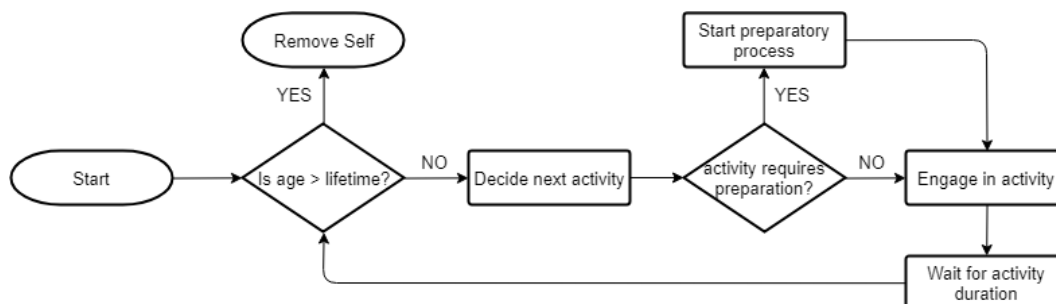 Remove Self
Start preparatory
process
YES
YES
Start
Is age > lifetime?
NO
Decide next activity
activity requires
preparation?
NO
Engage in activity
Wait for activity
duration